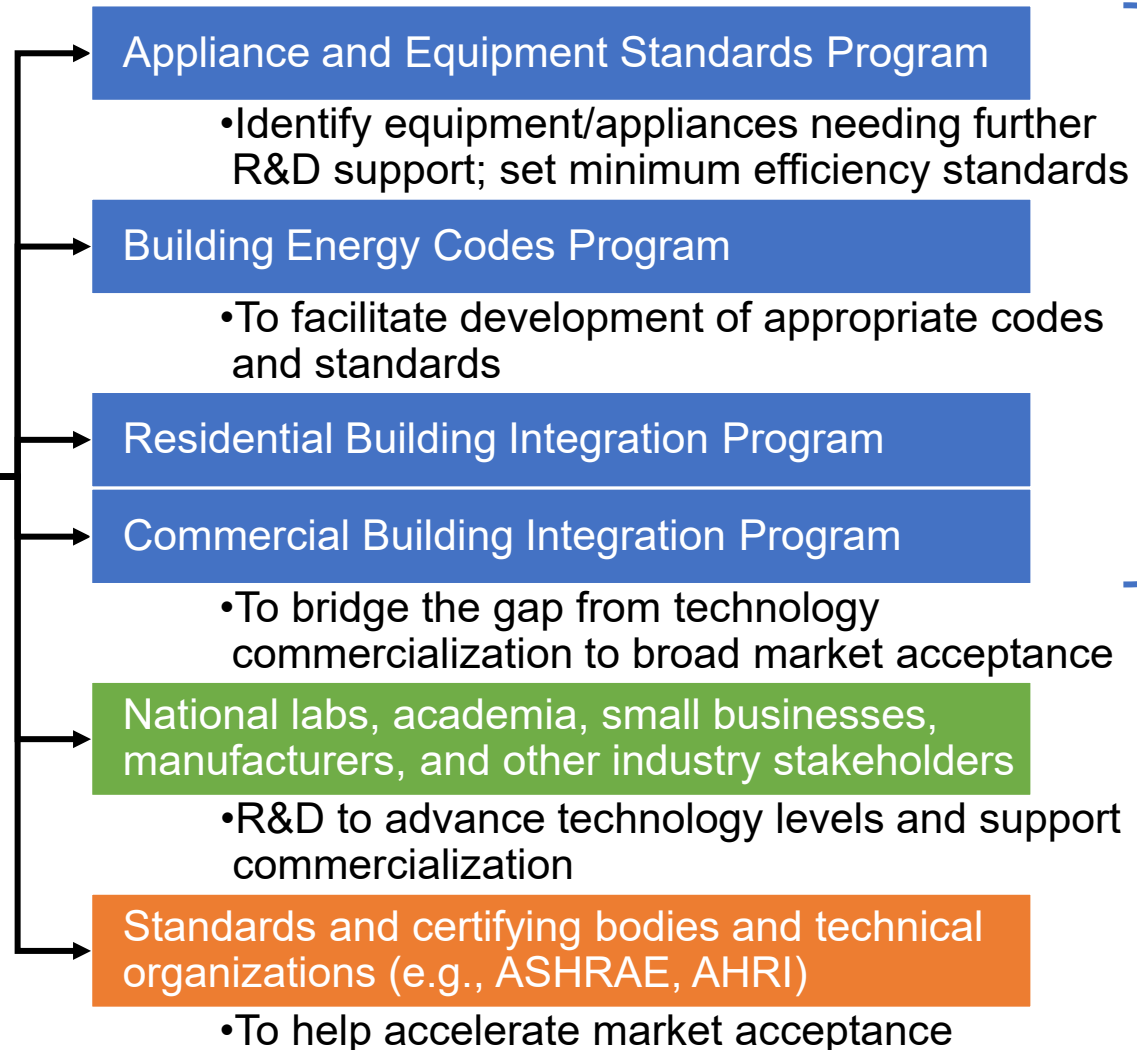 Appliance and Equipment Standards Program
•Identify equipment/appliances needing further
R&D support; set minimum efficiency standards
Building Energy Codes Program
•To facilitate development of appropriate codes
and standards
Residential Building Integration Program
Commercial Building Integration Program
•To bridge the gap from technology
commercialization to broad market acceptance
National labs, academia, small businesses,
manufacturers, and other industry stakeholders
•R&D to advance technology levels and support
commercialization
Standards and certifying bodies and technical
organizations (e.g., ASHRAE, AHRI)
•To help accelerate market acceptance